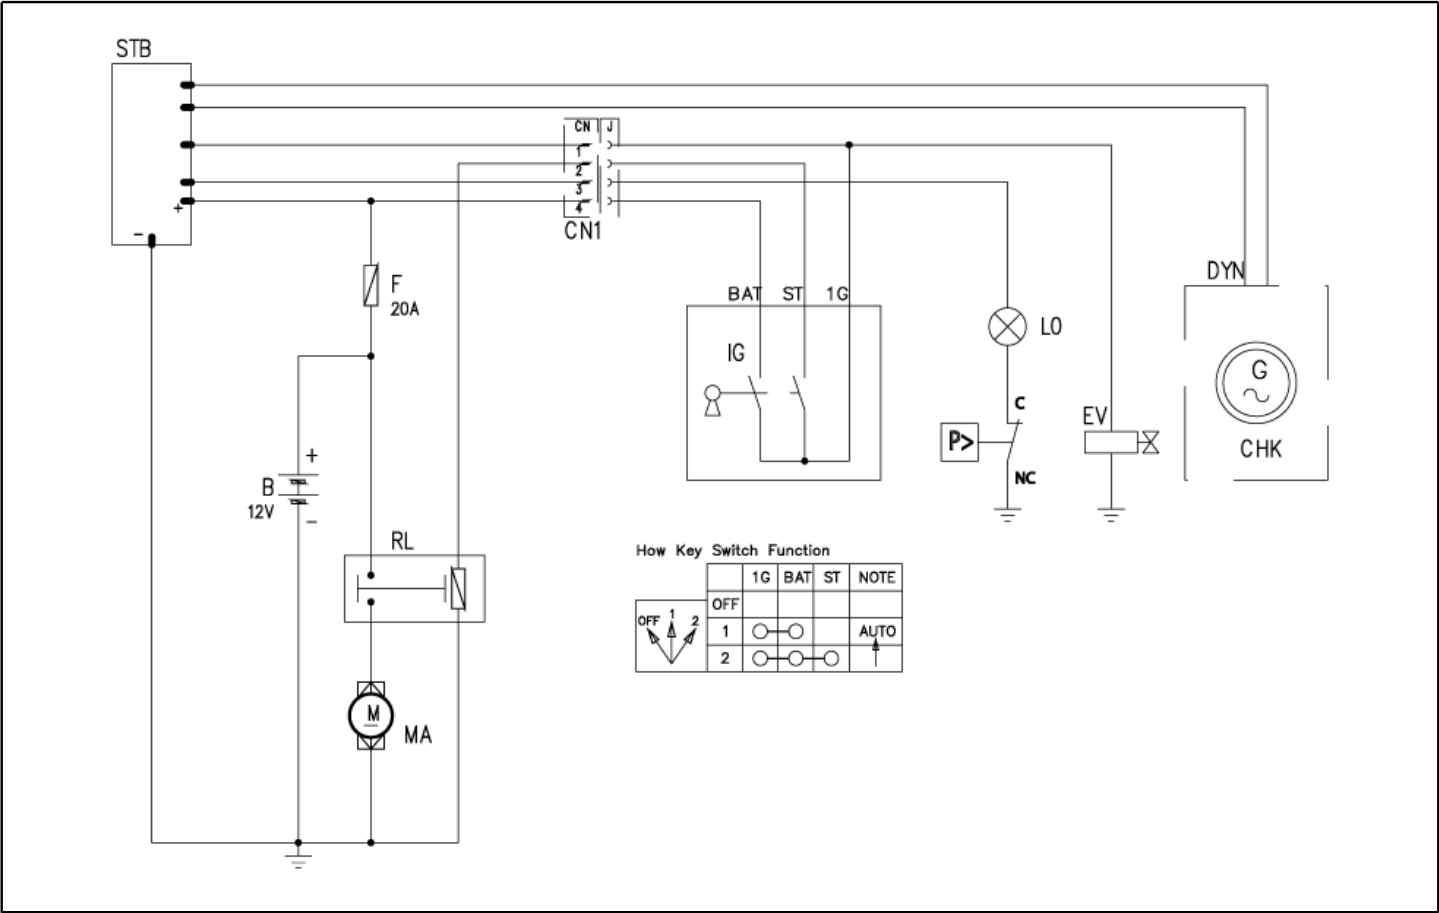 STB
CN J
1
2
3
4
+
-
CN1
F
20A
BAT ST 1G
DYN
IG
LO
G
C
EV
P>
CHK
+
B
NC
12V
-
RL
How Key Switch Function
1G BAT ST NOTE
OFF
OFF 1 2
1 AUTO
2
M
MA